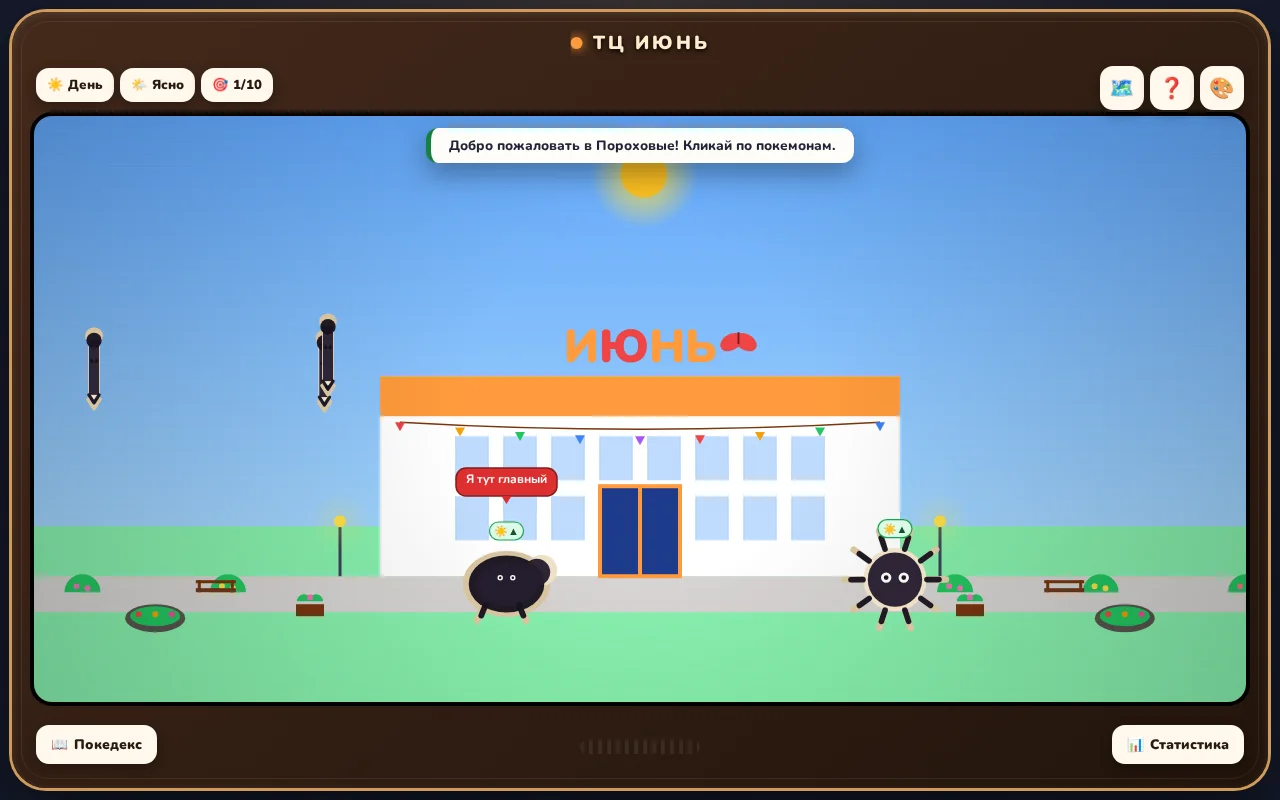 ТЦ ИЮНЬ
День
Ясно
1/10
Добро пожаловать в Пороховые! Кликай по покемонам.
ИЮНЬ
Я тут главный
Покедекс
Статистика